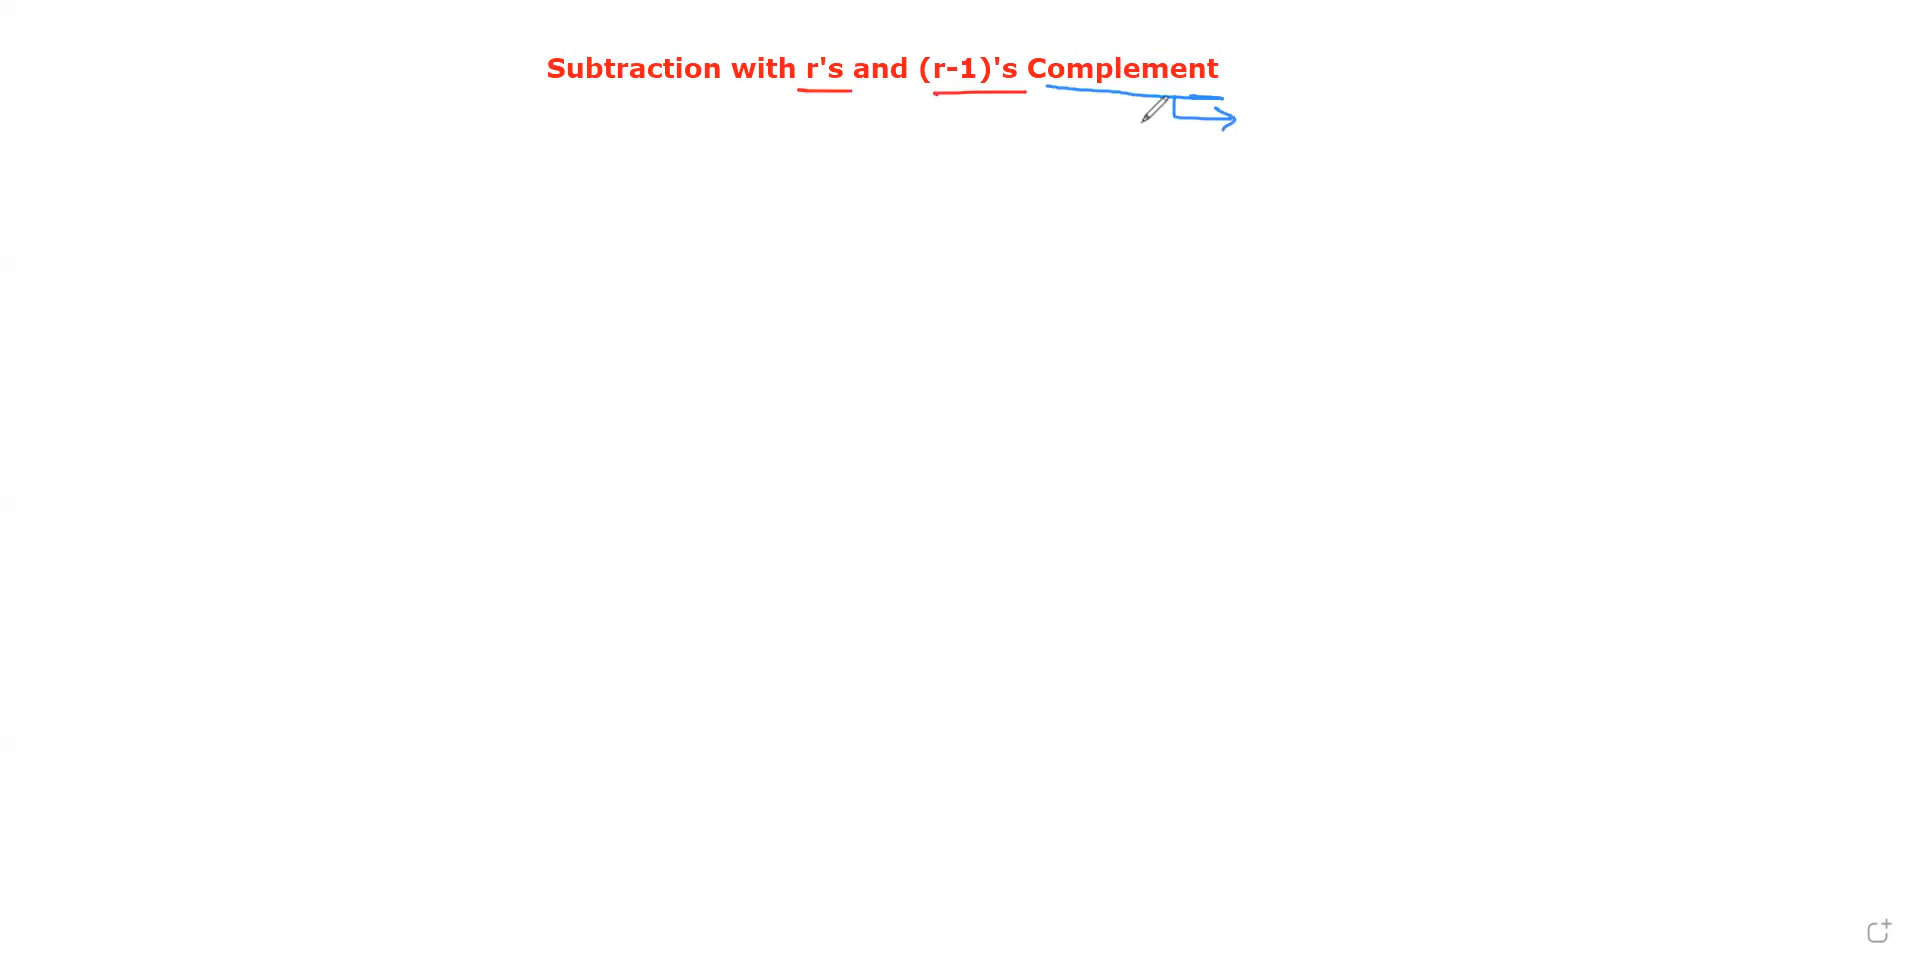 Subtraction with r's and (r-1)'s Complement